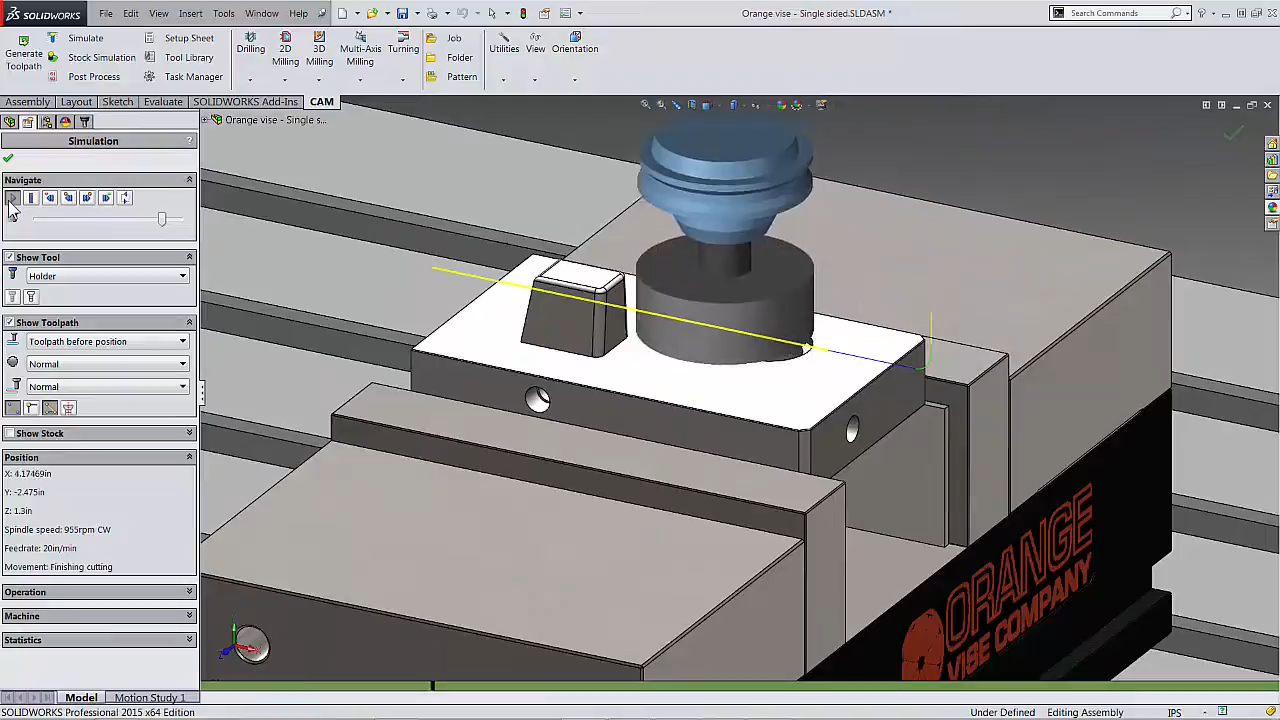 SOLIDWORKS
File Edit View Insert Tools Window Help
Orange vise - Single sided.SLDASM *
Search Commands
Generate Toolpath
Simulate
Stock Simulation
Post Process
Setup Sheet
Tool Library
Task Manager
Drilling
2D Milling
3D Milling
Multi-Axis Milling
Turning
Job
Folder
Pattern
Utilities
View
Orientation
Assembly Layout Sketch Evaluate SOLIDWORKS Add-Ins CAM
Orange vise - Single s...
Simulation
?
Navigate
Show Tool
Holder
Show Toolpath
Toolpath before position
Normal
Normal
Show Stock
Position
X: 4.17469in
Y: -2.475in
Z: 1.3in
Spindle speed: 955rpm CW
Feedrate: 20in/min
Movement: Finishing cutting
Operation
Machine
Statistics
ORANGE
VISE COMPANY
Model Motion Study 1
SOLIDWORKS Professional 2015 x64 Edition
Under Defined Editing Assembly IPS